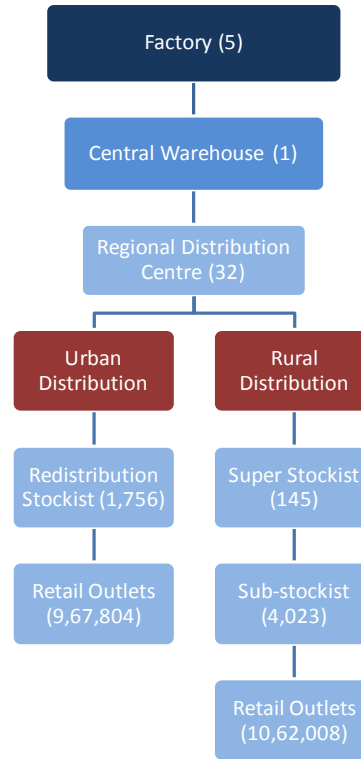 Factory (5)
Central Warehouse (1)
Regional Distribution
Centre (32)
Urban
Distribution
Redistribution
Stockist (1,756)
Retail Outlets
(9,67,804)
Rural
Distribution
Super Stockist
(145)
Sub-stockist
(4,023)
Retail Outlets
(10,62,008)